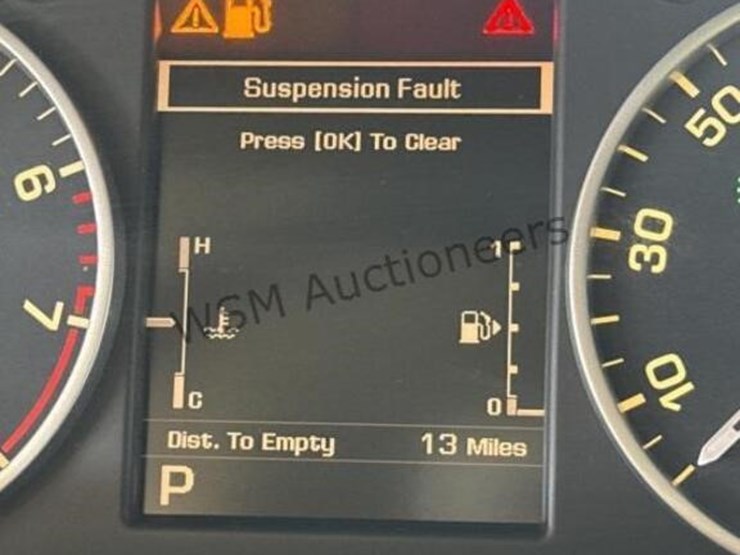 Suspension Fault
Press [OK] To Clear
6
7
H
C
1
0
50
30
10
WSM Auctioneers
Dist. To Empty 13 Miles
P